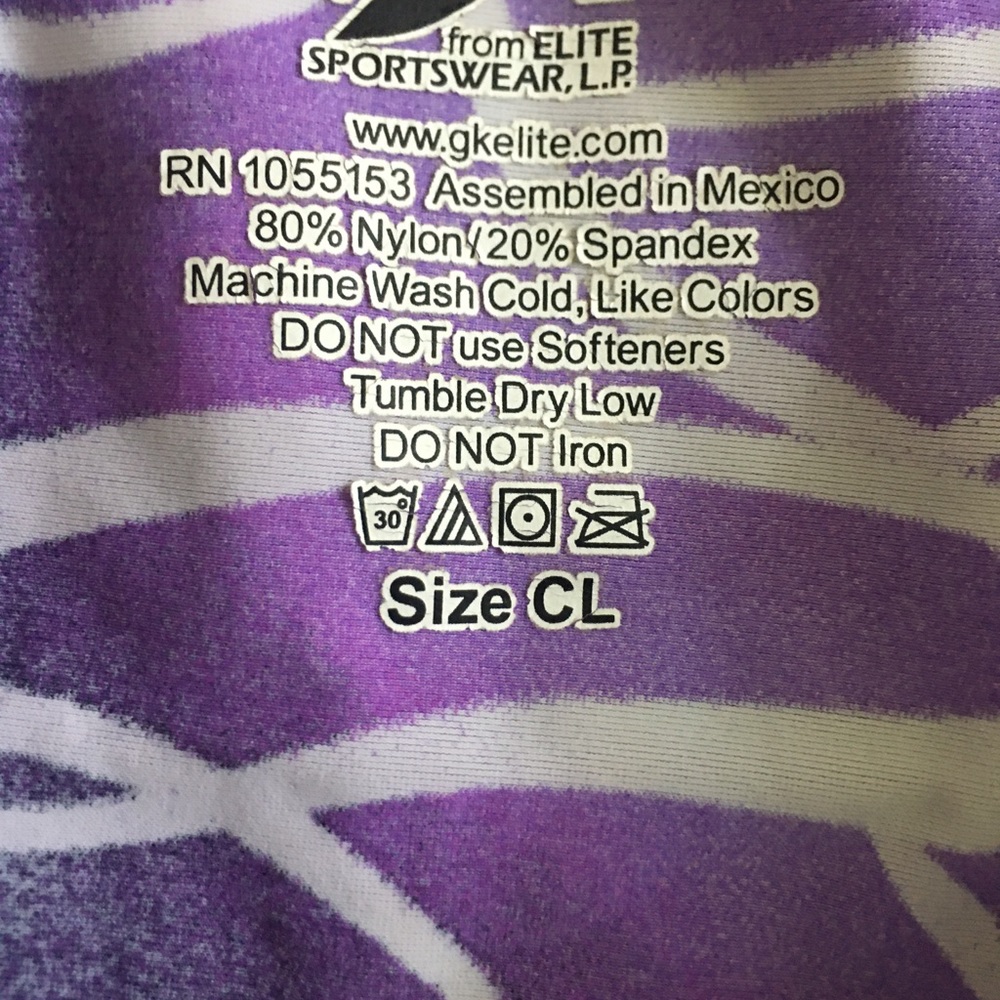 from ELITE
SPORTSWEAR, L.P.
www.gkelite.com
RN 1055153 Assembled in Mexico
80% Nylon/20% Spandex
Machine Wash Cold, Like Colors
DO NOT use Softeners
Tumble Dry Low
DO NOT Iron
30°
Size CL